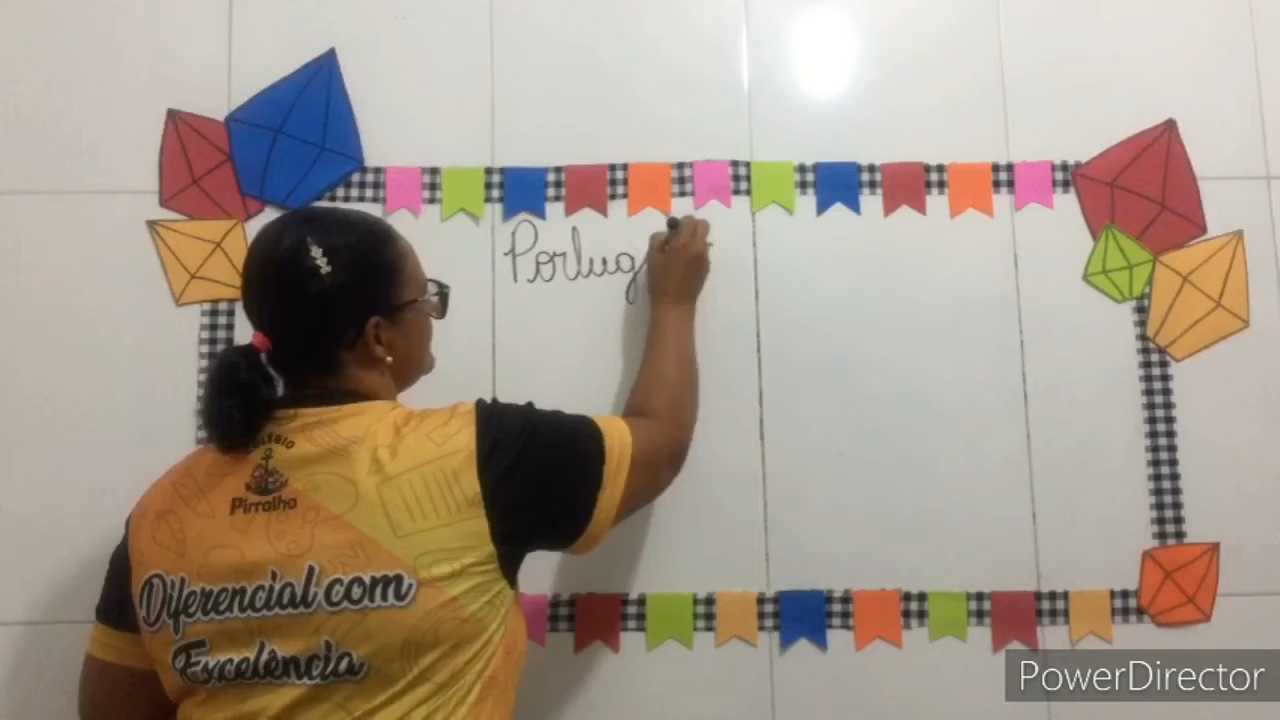 Portug
COLÉGIO
Pirralho
Diferencial com
Excelência
PowerDirector